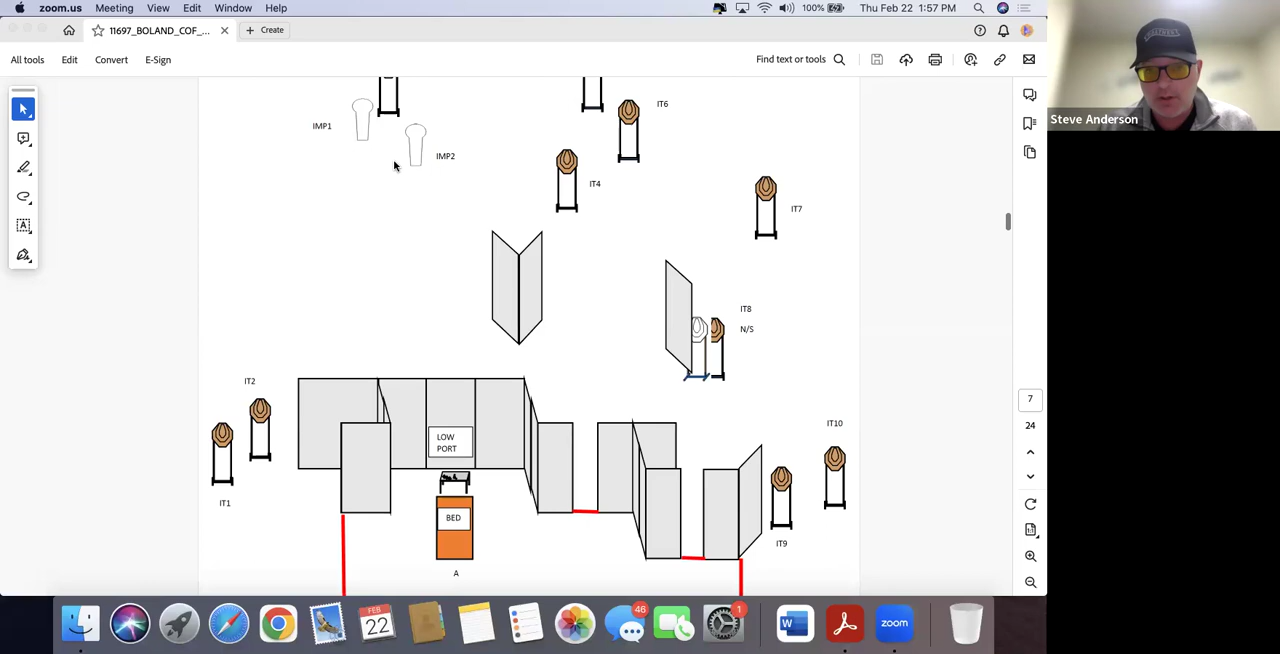 zoom.us Meeting View Edit Window Help 100% Thu Feb 22 1:57 PM
11697_BOLAND_COF_... Create
All tools Edit Convert E-Sign Find text or tools
Steve Anderson
IT6
IMP1
IMP2
IT4
IT7
IT8
N/S
IT2
7
24
IT10
LOW
PORT
IT1
BED
IT9
A
FEB
22
46
1